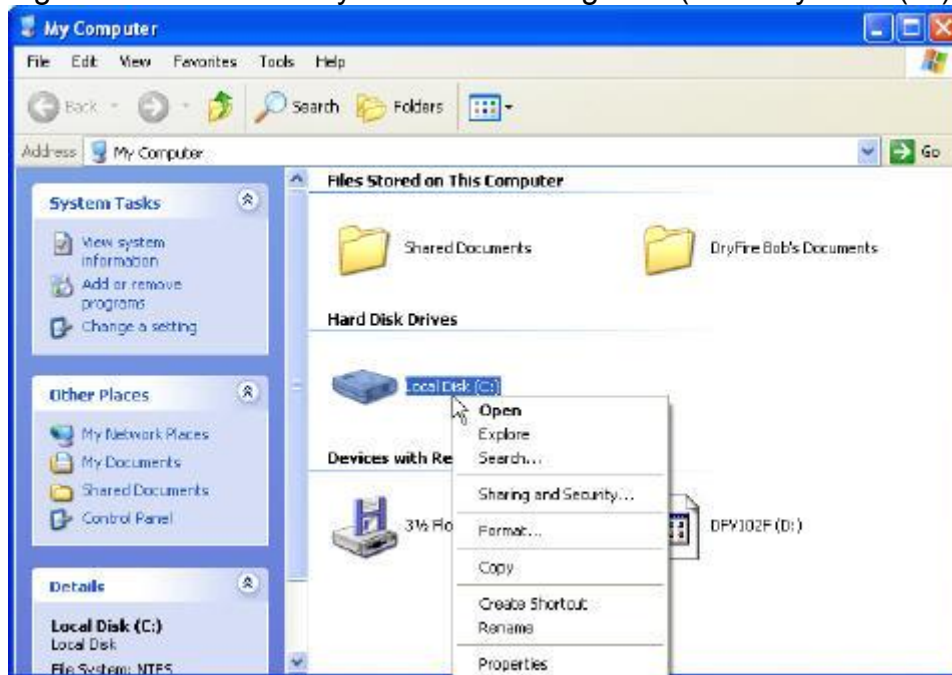 My Computer
File Edit View Favorites Tools Help
Back Search Folders
Address My Computer Go
System Tasks
View system
information
Add or remove
programs
Change a setting
Other Places
My Network Places
My Documents
Shared Documents
Control Panel
Details
Local Disk (C:)
Local Disk
File System: NTFS
Files Stored on This Computer
Shared Documents DryFire Bob's Documents
Hard Disk Drives
Local Disk (C:)
Devices with Re
3½ Flo DFV102F (D:)
Open
Explore
Search...
Sharing and Security...
Format...
Copy
Create Shortcut
Rename
Properties